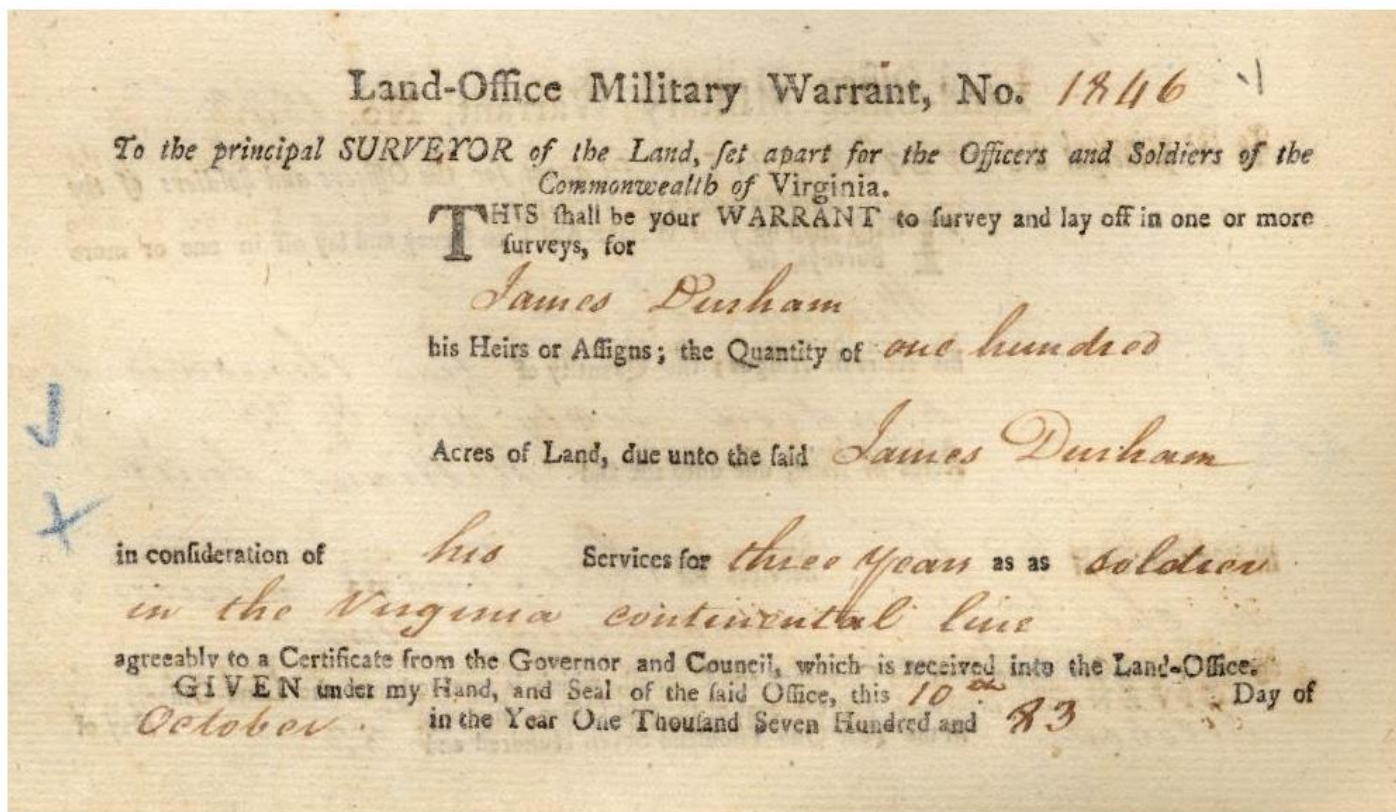 Land-Office Military Warrant, No. 1846
To the principal SURVEYOR of the Land, ſet apart for the Officers and Soldiers of the
Commonwealth of Virginia.
THIS ſhall be your WARRANT to ſurvey and lay off in one or more
ſurveys, for
James Durham
his Heirs or Aſſigns; the Quantity of one hundred
Acres of Land, due unto the ſaid James Durham
in conſideration of his Services for three years as as soldier
in the Virginia continental line
agreeably to a Certificate from the Governor and Council, which is received into the Land-Office.
GIVEN under my Hand, and Seal of the ſaid Office, this 10th Day of
October. in the Year One Thouſand Seven Hundred and 83